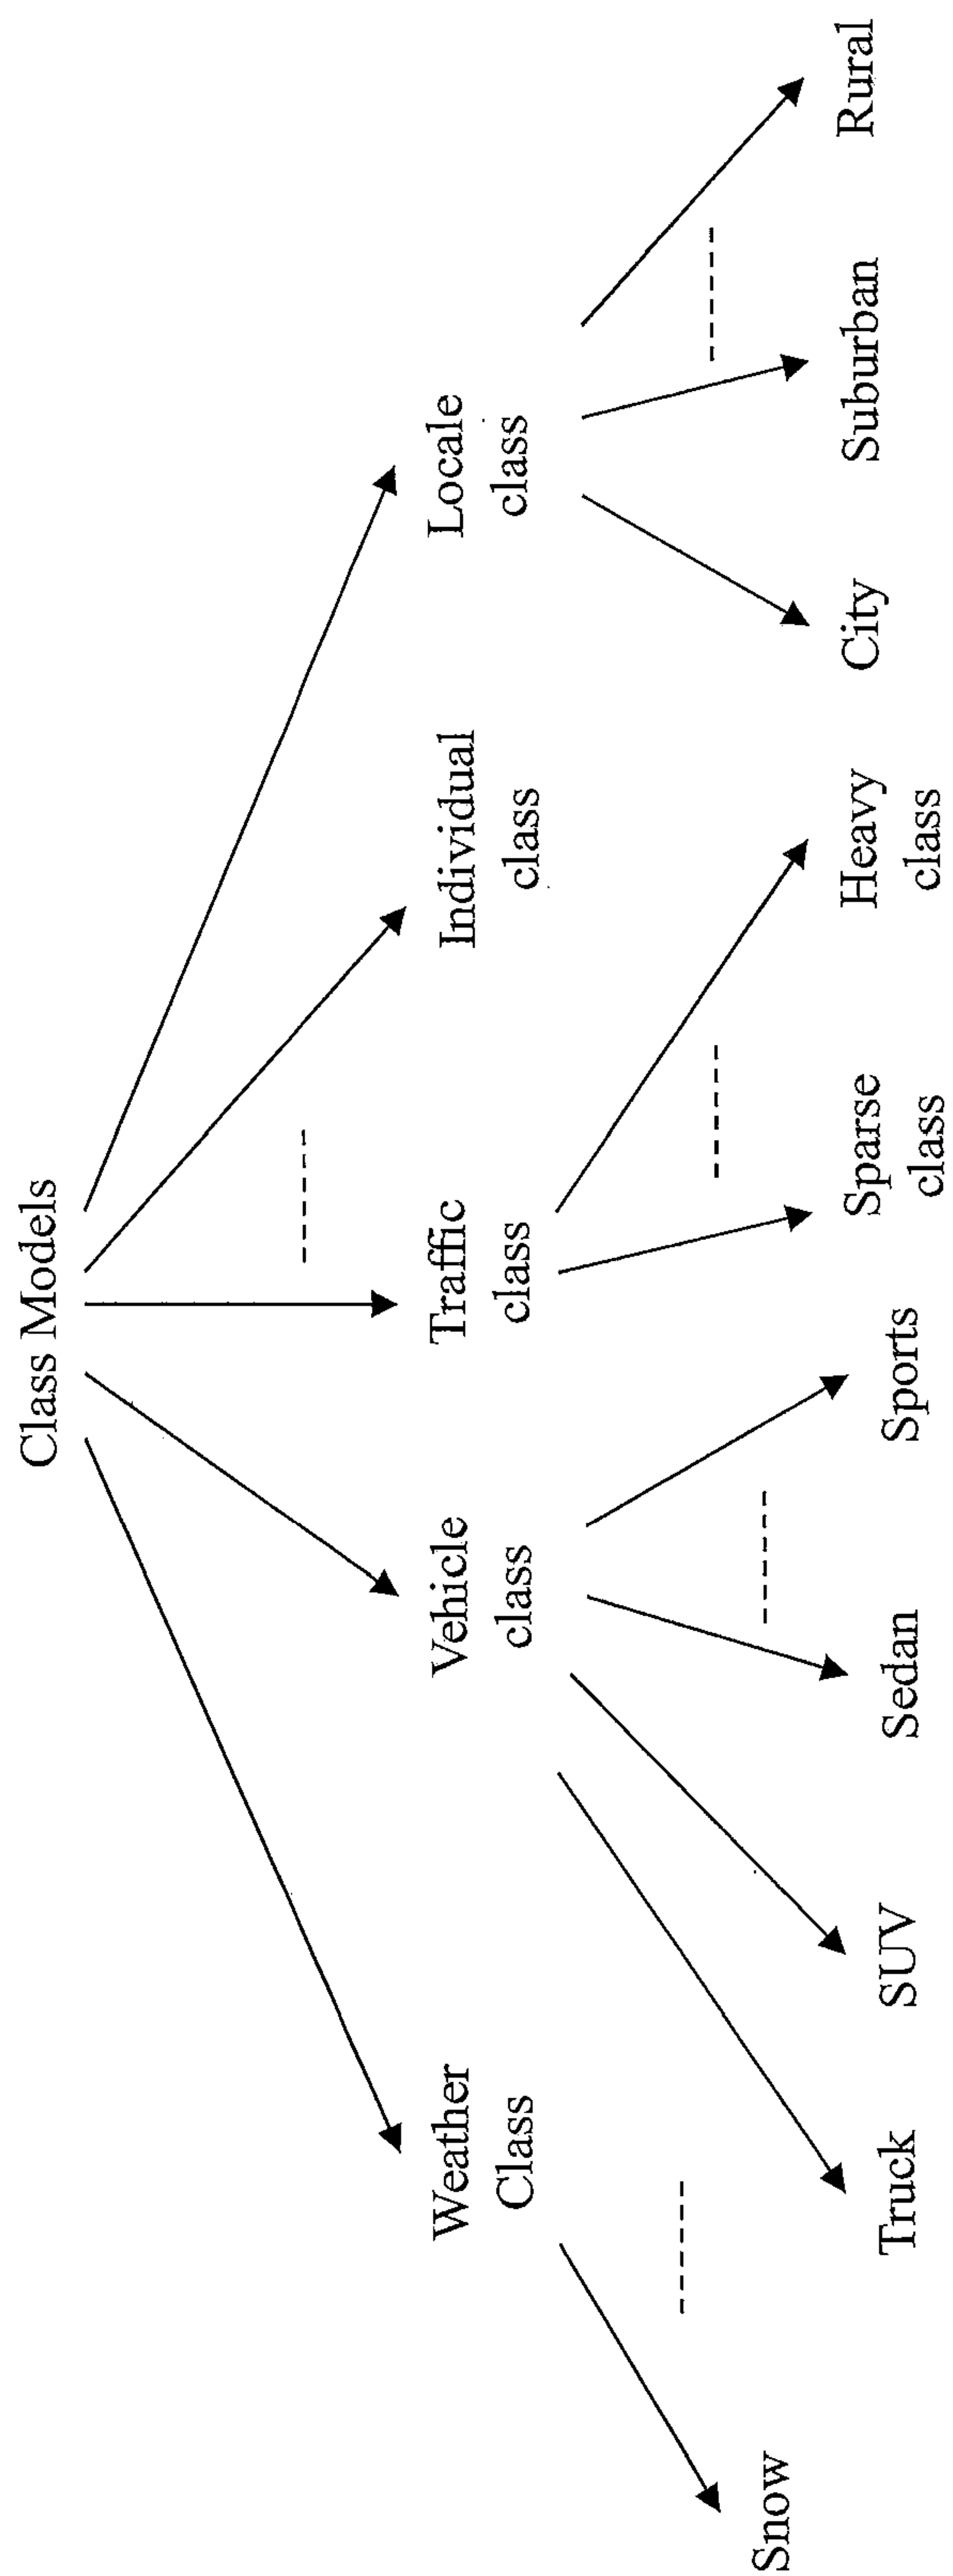 Class Models
Weather
Class
Vehicle
class
Traffic
class
Individual
class
Locale
class
Snow
Truck
SUV
Sedan
Sports
Sparse
class
Heavy
class
City
Suburban
Rural